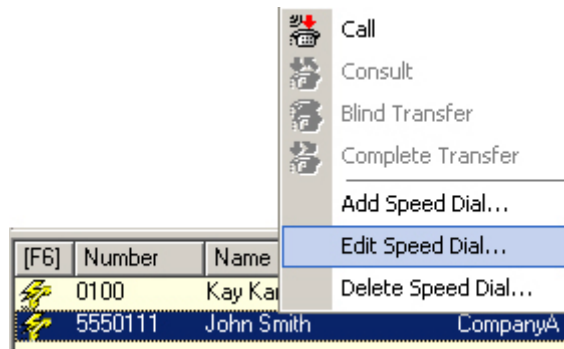 Call
Consult
Blind Transfer
Complete Transfer
Add Speed Dial...
Edit Speed Dial...
Delete Speed Dial...
[F6] Number Name
0100 Kay
5550111 John Smith CompanyA